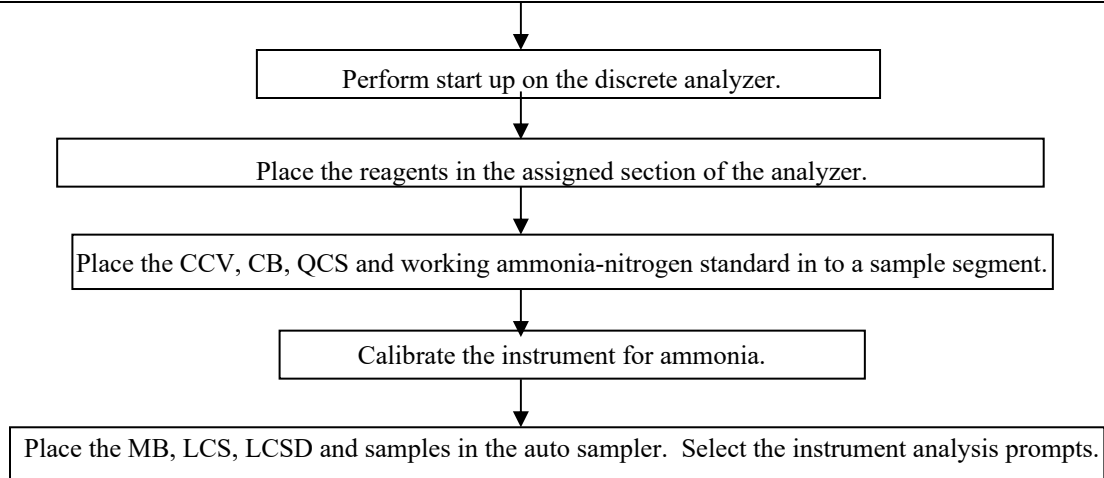 Perform start up on the discrete analyzer.
Place the reagents in the assigned section of the analyzer.
Place the CCV, CB, QCS and working ammonia-nitrogen standard in to a sample segment.
Calibrate the instrument for ammonia.
Place the MB, LCS, LCSD and samples in the auto sampler.  Select the instrument analysis prompts.